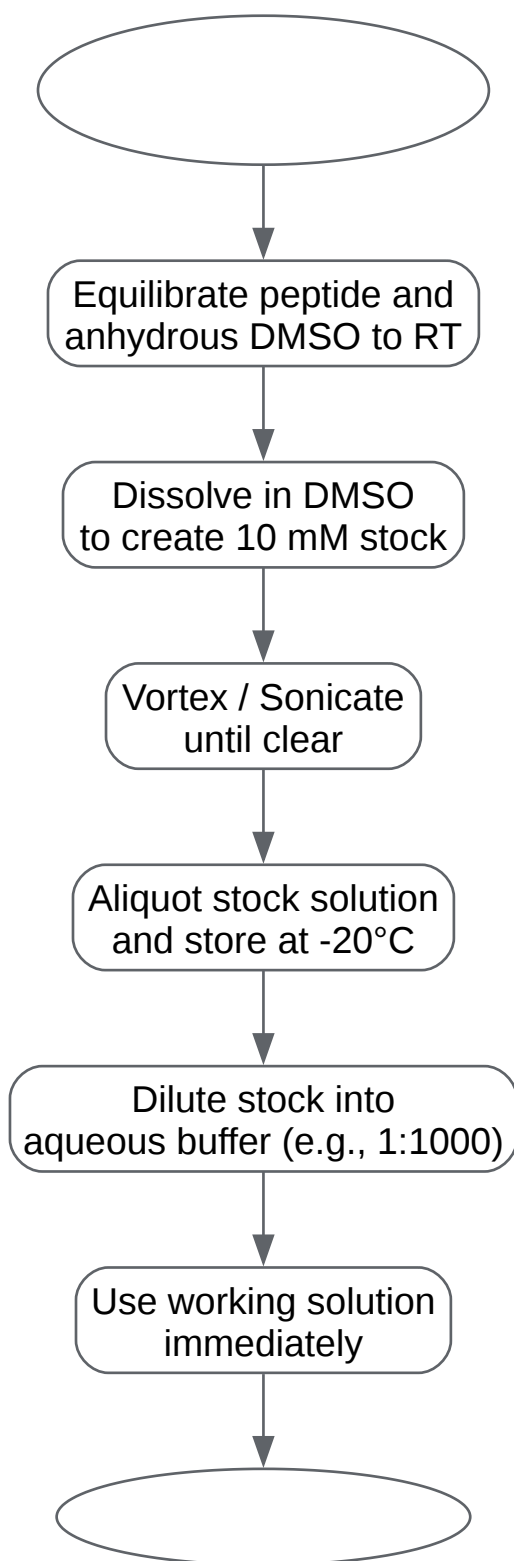 Equilibrate peptide and
anhydrous DMSO to RT
Dissolve in DMSO
to create 10 mM stock
Vortex / Sonicate
until clear
Aliquot stock solution
and store at -20°C
Dilute stock into
aqueous buffer (e.g., 1:1000)
Use working solution
immediately